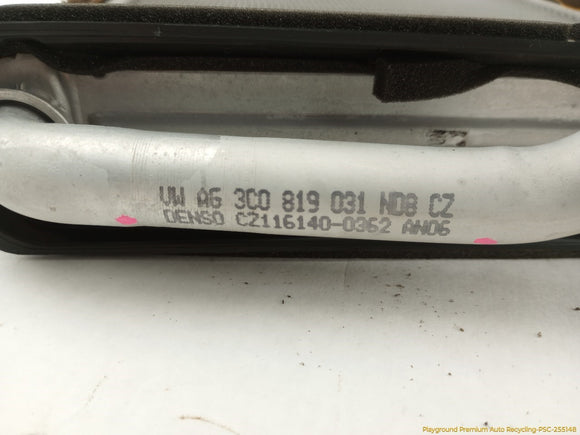 VW AG 3C0 819 031 ND8 CZ
DENSO CZ116140-0362 AN06
Playground Premium Auto Recycling-PSC-255148